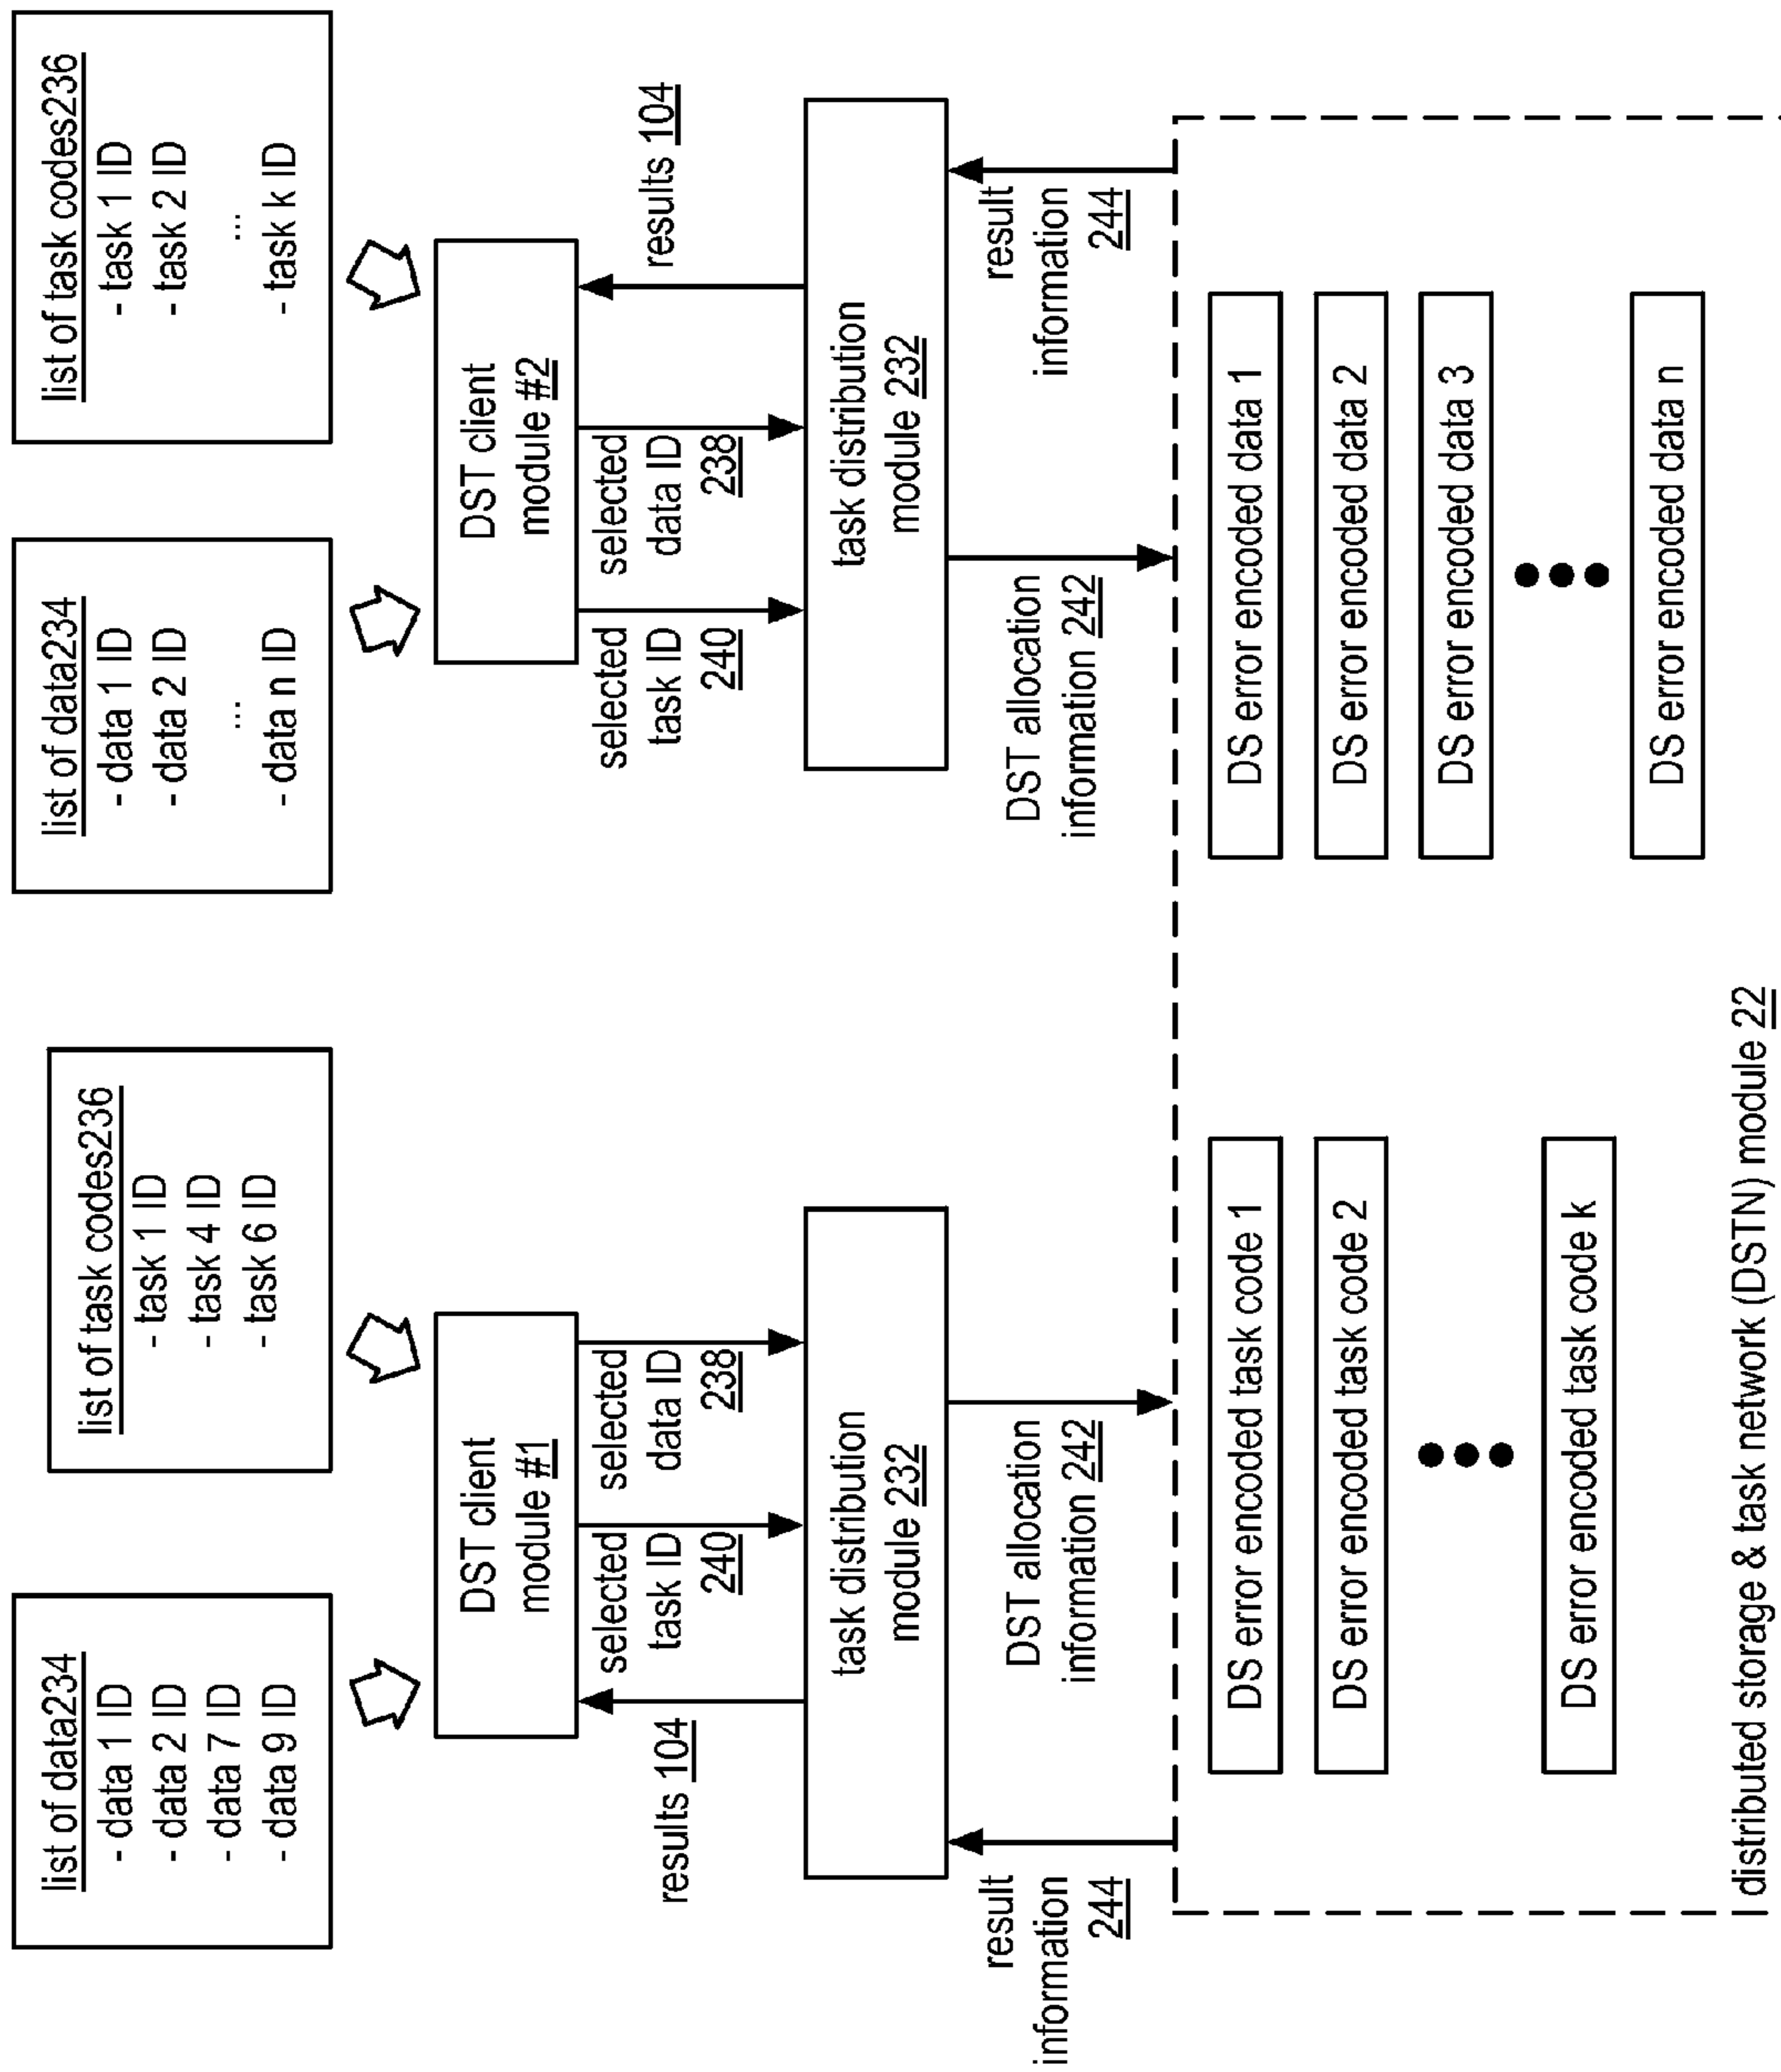 list of data234
- data 1 ID
- data 2 ID
- data 7 ID
- data 9 ID
list of task codes236
- task 1 ID
- task 4 ID
- task 6 ID
DST client
module #1
results 104
selected
task ID
240
selected
data ID
238
task distribution
module 232
result
information
244
DST allocation
information 242
list of data234
- data 1 ID
- data 2 ID
...
- data n ID
list of task codes236
- task 1 ID
- task 2 ID
...
- task k ID
DST client
module #2
selected
task ID
240
selected
data ID
238
results 104
task distribution
module 232
DST allocation
information 242
result
information
244
DS error encoded task code 1
DS error encoded task code 2
DS error encoded task code k
DS error encoded data 1
DS error encoded data 2
DS error encoded data 3
DS error encoded data n
distributed storage & task network (DSTN) module 22